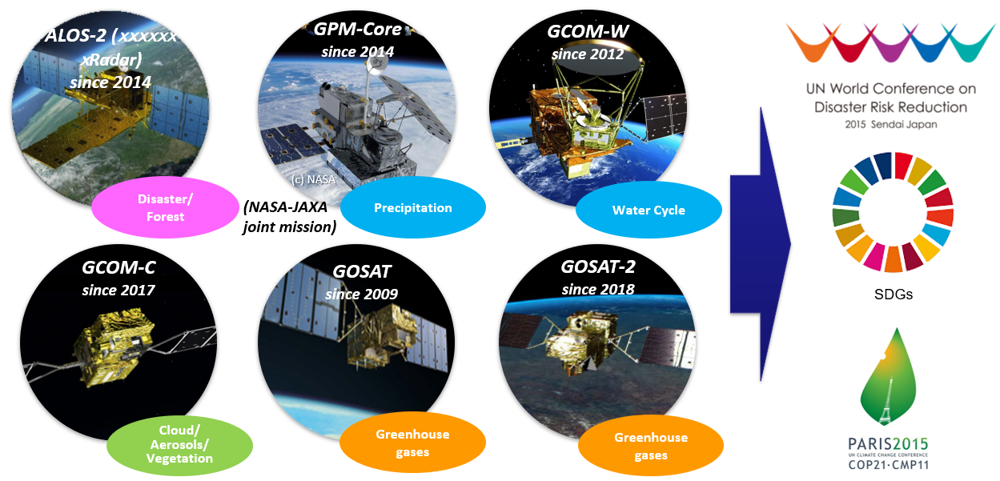 ALOS-2 (xxxxxx
xRadar)
since 2014
Disaster/
Forest
GPM-Core
since 2014
(c) NASA
(NASA-JAXA
joint mission)
Precipitation
GCOM-W
since 2012
Water Cycle
GCOM-C
since 2017
Cloud/
Aerosols/
Vegetation
GOSAT
since 2009
Greenhouse
gases
GOSAT-2
since 2018
Greenhouse
gases
UN World Conference on
Disaster Risk Reduction
2015 Sendai Japan
SDGs
PARIS2015
UN CLIMATE CHANGE CONFERENCE
COP21·CMP11